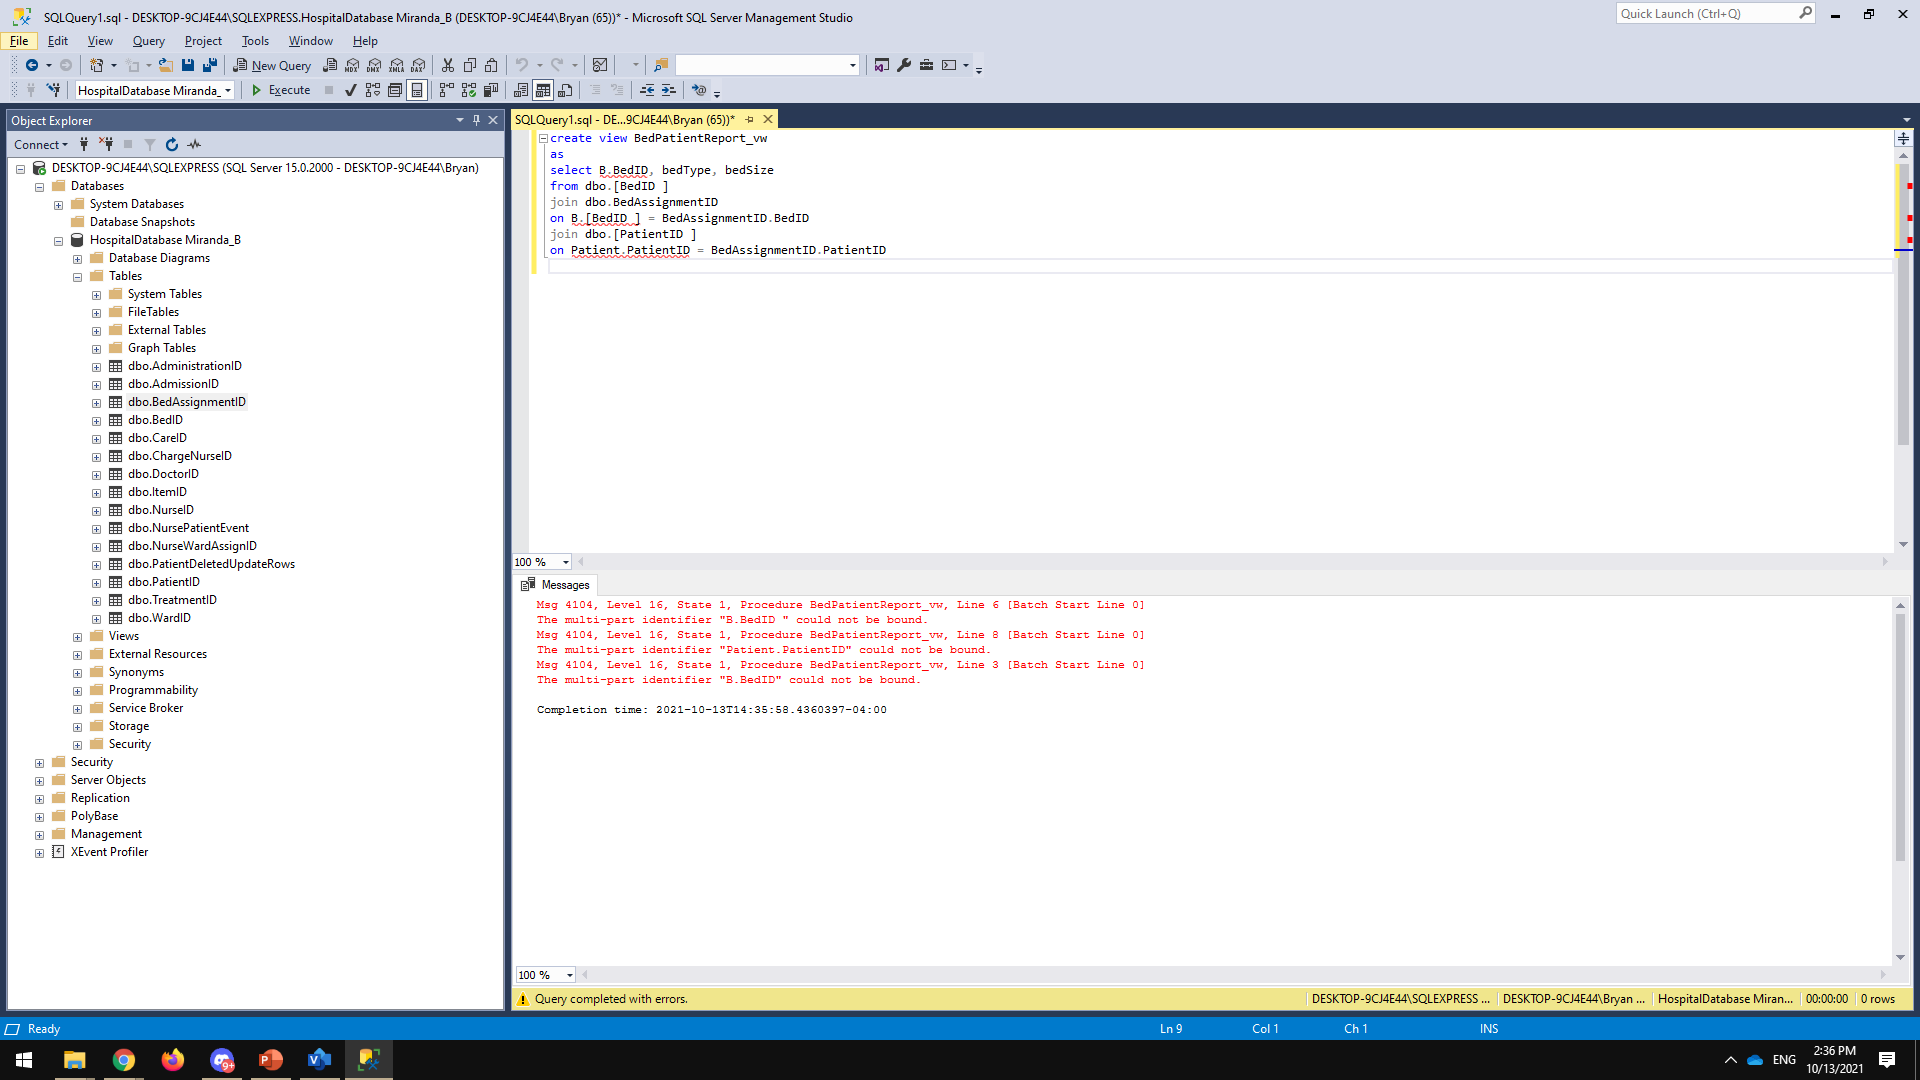 SQLQuery1.sql - DESKTOP-9CJ4E44\SQLEXPRESS.HospitalDatabase Miranda_B (DESKTOP-9CJ4E44\Bryan (65))* - Microsoft SQL Server Management Studio
Quick Launch (Ctrl+Q)
File Edit View Query Project Tools Window Help
New Query
MDX DMX XMLA DAX
HospitalDatabase Miranda_ Execute
Object Explorer
Connect
DESKTOP-9CJ4E44\SQLEXPRESS (SQL Server 15.0.2000 - DESKTOP-9CJ4E44\Bryan)
Databases
System Databases
Database Snapshots
HospitalDatabase Miranda_B
Database Diagrams
Tables
System Tables
FileTables
External Tables
Graph Tables
dbo.AdministrationID
dbo.AdmissionID
dbo.BedAssignmentID
dbo.BedID
dbo.CareID
dbo.ChargeNurseID
dbo.DoctorID
dbo.ItemID
dbo.NurseID
dbo.NursePatientEvent
dbo.NurseWardAssignID
dbo.PatientDeletedUpdateRows
dbo.PatientID
dbo.TreatmentID
dbo.WardID
Views
External Resources
Synonyms
Programmability
Service Broker
Storage
Security
Security
Server Objects
Replication
PolyBase
Management
XEvent Profiler
SQLQuery1.sql - DE...9CJ4E44\Bryan (65))*
create view BedPatientReport_vw
as
select B.BedID, bedType, bedSize
from dbo.[BedID ]
join dbo.BedAssignmentID
on B.[BedID ] = BedAssignmentID.BedID
join dbo.[PatientID ]
on Patient.PatientID = BedAssignmentID.PatientID
100 %
Messages
Msg 4104, Level 16, State 1, Procedure BedPatientReport_vw, Line 6 [Batch Start Line 0]
The multi-part identifier "B.BedID " could not be bound.
Msg 4104, Level 16, State 1, Procedure BedPatientReport_vw, Line 8 [Batch Start Line 0]
The multi-part identifier "Patient.PatientID" could not be bound.
Msg 4104, Level 16, State 1, Procedure BedPatientReport_vw, Line 3 [Batch Start Line 0]
The multi-part identifier "B.BedID" could not be bound.
Completion time: 2021-10-13T14:35:58.4360397-04:00
100 %
Query completed with errors.
DESKTOP-9CJ4E44\SQLEXPRESS ... DESKTOP-9CJ4E44\Bryan ... HospitalDatabase Miran... 00:00:00 0 rows
Ready Ln 9 Col 1 Ch 1 INS
9+
ENG
2:36 PM
10/13/2021